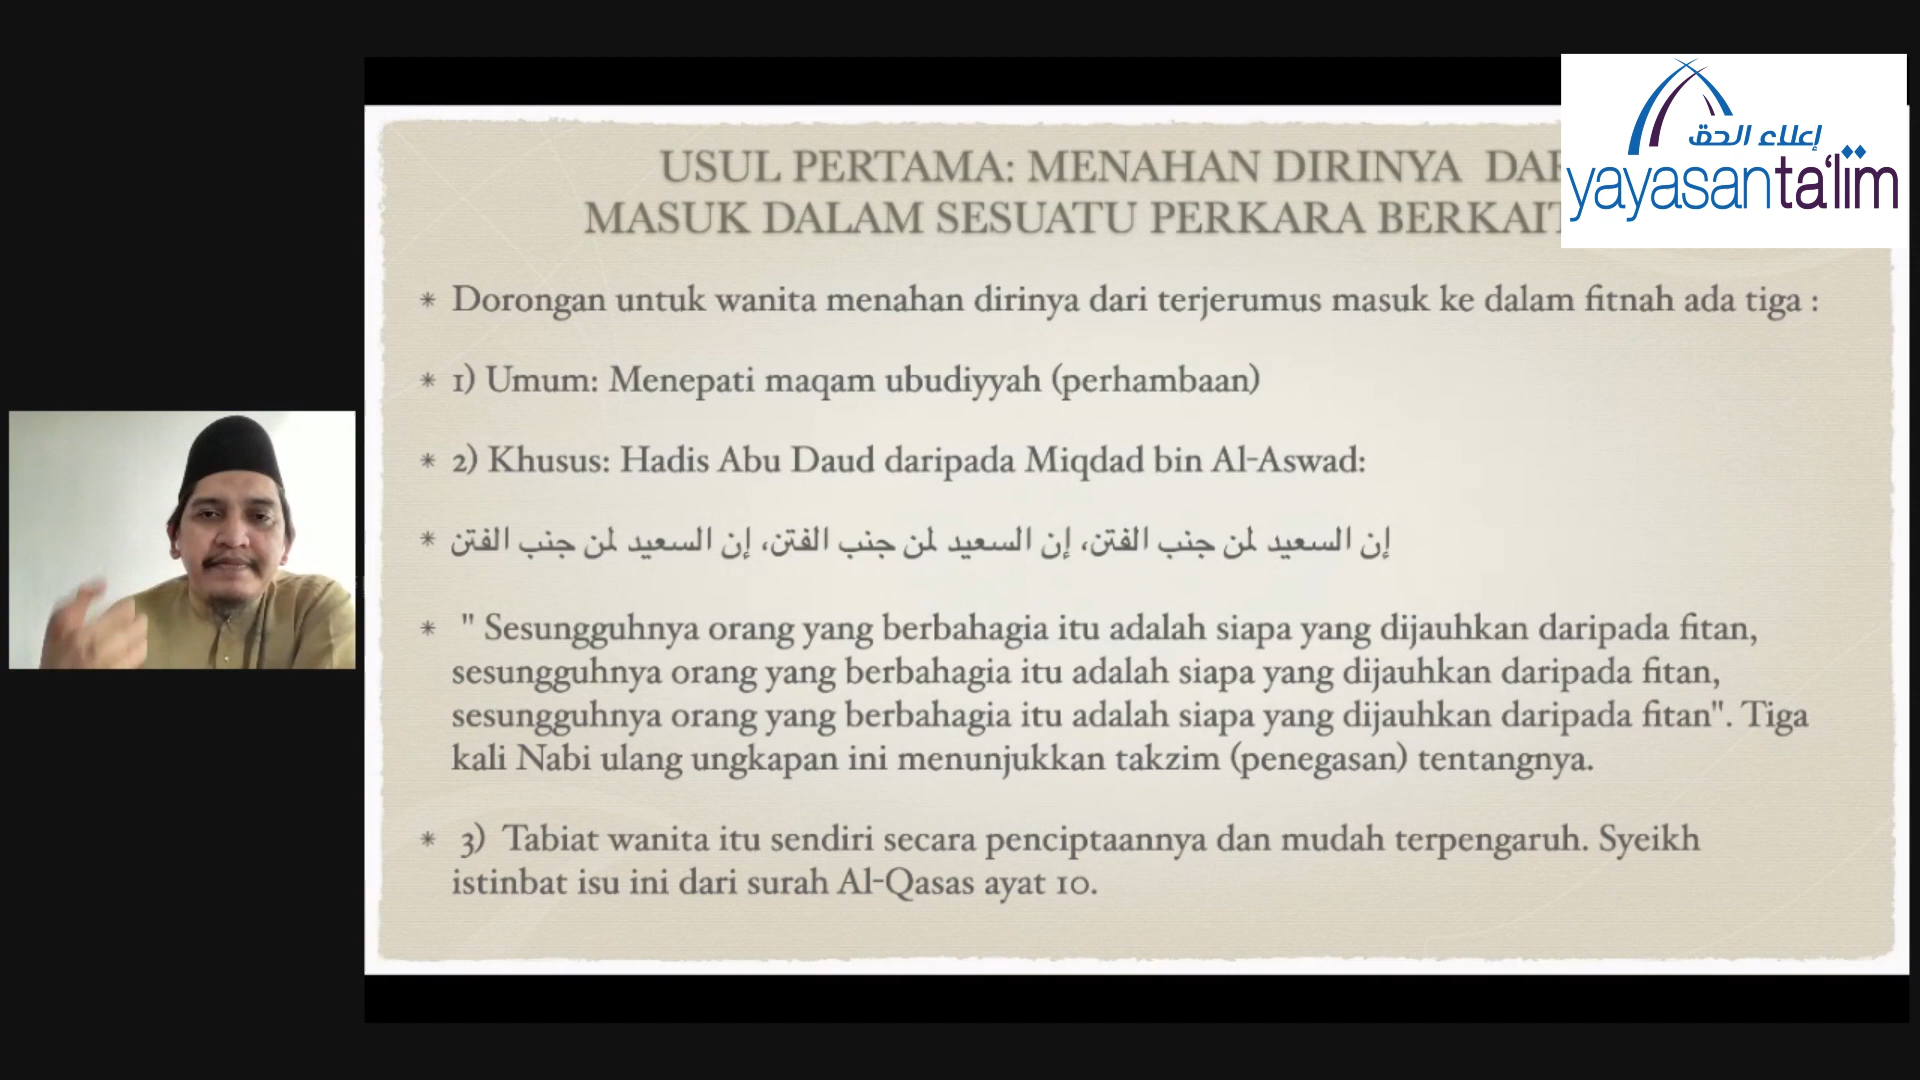 إعلاء الحق
yayasanta'lim
USUL PERTAMA: MENAHAN DIRINYA
MASUK DALAM SESUATU PERKARA
* Dorongan untuk wanita menahan dirinya dari terjerumus masuk ke dalam fitnah ada tiga :
* 1) Umum: Menepati maqam ubudiyyah (perhambaan)
* 2) Khusus: Hadis Abu Daud daripada Miqdad bin Al-Aswad:
* إن السعيد لمن جنب الفتن، إن السعيد لمن جنب الفتن، إن السعيد لمن جنب الفتن
* " Sesungguhnya orang yang berbahagia itu adalah siapa yang dijauhkan daripada fitan,
sesungguhnya orang yang berbahagia itu adalah siapa yang dijauhkan daripada fitan,
sesungguhnya orang yang berbahagia itu adalah siapa yang dijauhkan daripada fitan". Tiga
kali Nabi ulang ungkapan ini menunjukkan takzim (penegasan) tentangnya.
* 3) Tabiat wanita itu sendiri secara penciptaannya dan mudah terpengaruh. Syeikh
istinbat isu ini dari surah Al-Qasas ayat 10.